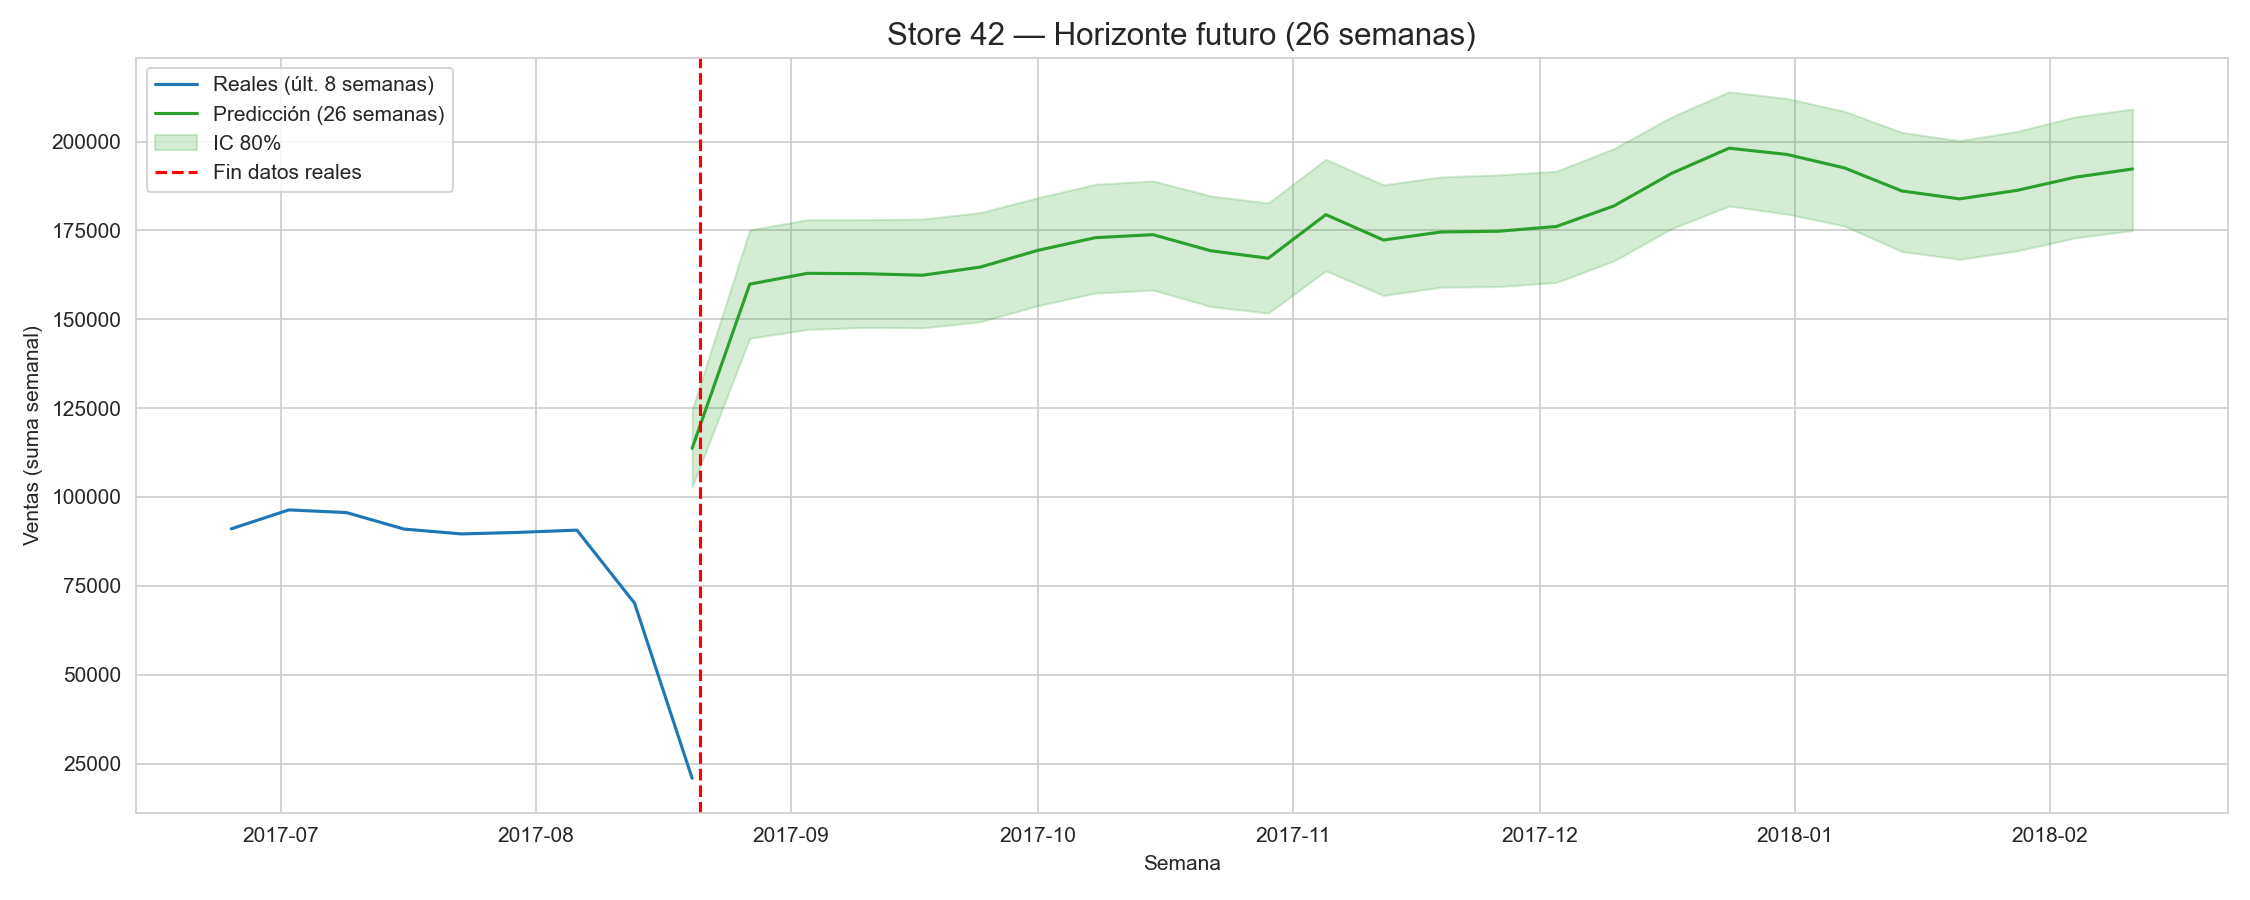 Store 42 — Horizonte futuro (26 semanas)
Reales (últ. 8 semanas)
Predicción (26 semanas)
IC 80%
Fin datos reales
Ventas (suma semanal)
200000
175000
150000
125000
100000
75000
50000
25000
2017-07 2017-08 2017-09 2017-10 2017-11 2017-12 2018-01 2018-02
Semana